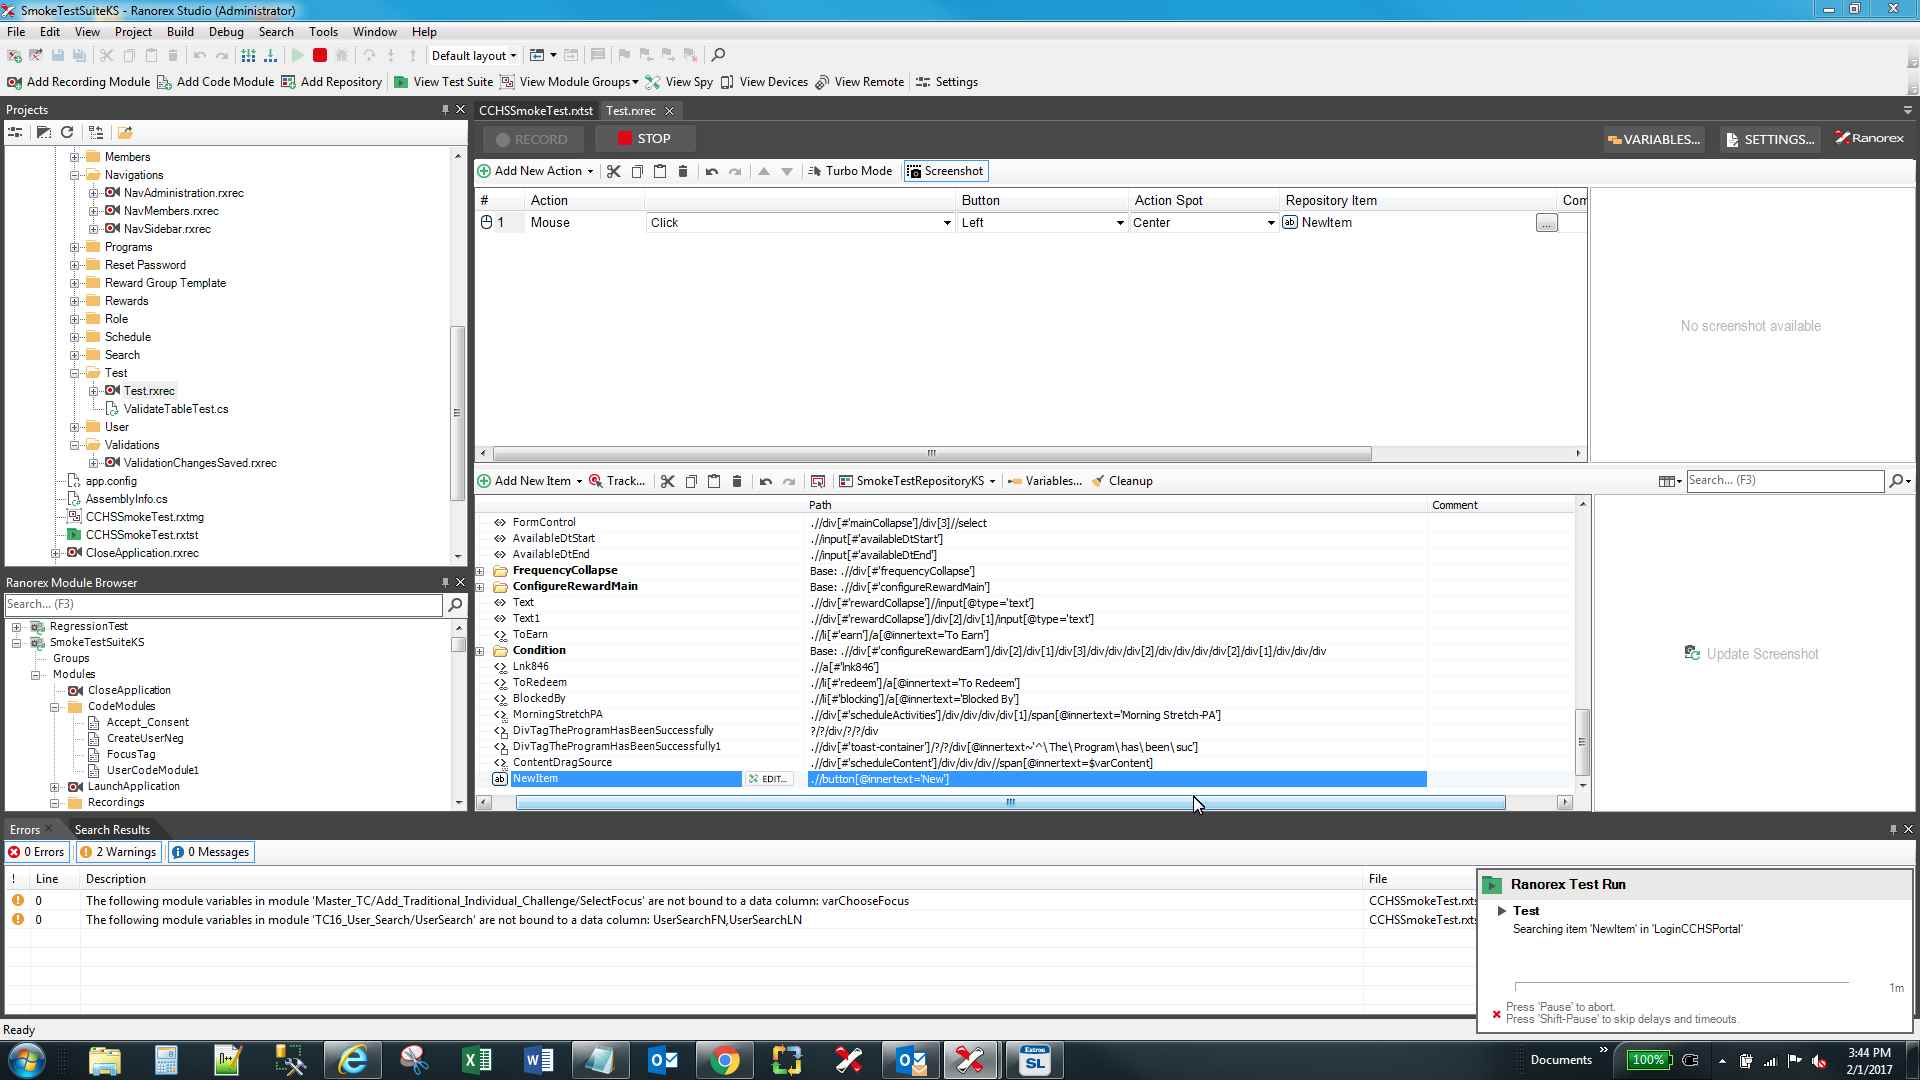 SmokeTestSuiteKS - Ranorex Studio (Administrator)
File Edit View Project Build Debug Search Tools Window Help
Default layout
Add Recording Module Add Code Module Add Repository View Test Suite View Module Groups View Spy View Devices View Remote Settings
Projects
Members
Navigations
NavAdministration.rxrec
NavMembers.rxrec
NavSidebar.rxrec
Programs
Reset Password
Reward Group Template
Rewards
Role
Schedule
Search
Test
Test.rxrec
ValidateTableTest.cs
User
Validations
ValidationChangesSaved.rxrec
app.config
AssemblyInfo.cs
CCHSSmokeTest.rxtmg
CCHSSmokeTest.rxtst
CloseApplication.rxrec
Ranorex Module Browser
Search... (F3)
RegressionTest
SmokeTestSuiteKS
Groups
Modules
CloseApplication
CodeModules
Accept_Consent
CreateUserNeg
FocusTag
UserCodeModule1
LaunchApplication
Recordings
CCHSSmokeTest.rxtst Test.rxrec
RECORD STOP VARIABLES... SETTINGS... Ranorex
Add New Action Turbo Mode Screenshot
# Action Button Action Spot Repository Item Com
1 Mouse Click Left Center ab NewItem ...
No screenshot available
Add New Item Track... SmokeTestRepositoryKS Variables... Cleanup Search... (F3)
Path Comment
FormControl .//div[#'mainCollapse']/div[3]//select
AvailableDtStart .//input[#'availableDtStart']
AvailableDtEnd .//input[#'availableDtEnd']
FrequencyCollapse Base: .//div[#'frequencyCollapse']
ConfigureRewardMain Base: .//div[#'configureRewardMain']
Text .//div[#'rewardCollapse']//input[@type='text']
Text1 .//div[#'rewardCollapse']/div[2]/div[1]/input[@type='text']
ToEarn .//li[#'earn']/a[@innertext='To Earn']
Condition Base: .//div[#'configureRewardEarn']/div[2]/div[1]/div[3]/div/div/div[2]/div/div/div/div[2]/div[1]/div/div/div
Lnk846 .//a[#'lnk846']
ToRedeem .//li[#'redeem']/a[@innertext='To Redeem']
BlockedBy .//li[#'blocking']/a[@innertext='Blocked By']
MorningStretchPA .//div[#'scheduleActivities']/div/div/div/div[1]/span[@innertext='Morning Stretch-PA']
DivTagTheProgramHasBeenSuccessfully ?/?/div/?/?/div
DivTagTheProgramHasBeenSuccessfully1 .//div[#'toast-container']/?/?/div[@innertext~'^\ The\ Program\ has\ been\ suc']
ContentDragSource .//div[#'scheduleContent']/div/div//span[@innertext=$varContent]
ab NewItem EDIT... .//button[@innertext='New']
Update Screenshot
Errors Search Results
0 Errors 2 Warnings 0 Messages
! Line Description File
0 The following module variables in module 'Master_TC/Add_Traditional_Individual_Challenge/SelectFocus' are not bound to a data column: varChooseFocus CCHSSmokeTest.rxts
0 The following module variables in module 'TC16_User_Search/UserSearch' are not bound to a data column: UserSearchFN,UserSearchLN CCHSSmokeTest.rxts
Ranorex Test Run
Test
Searching item 'NewItem' in 'LoginCCHSPortal'
1m
Press 'Pause' to abort.
Press 'Shift-Pause' to skip delays and timeouts.
Ready
Extras
SL
Documents
100%
3:44 PM
2/1/2017